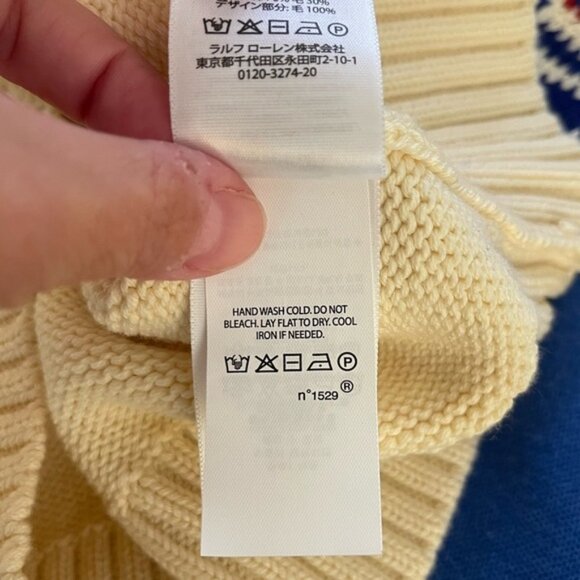 デザイン部分: 毛 100%
ラルフ ローレン株式会社
東京都千代田区永田町2-10-1
0120-3274-20
HAND WASH COLD. DO NOT
BLEACH. LAY FLAT TO DRY. COOL
IRON IF NEEDED.
P
n°1529 ®